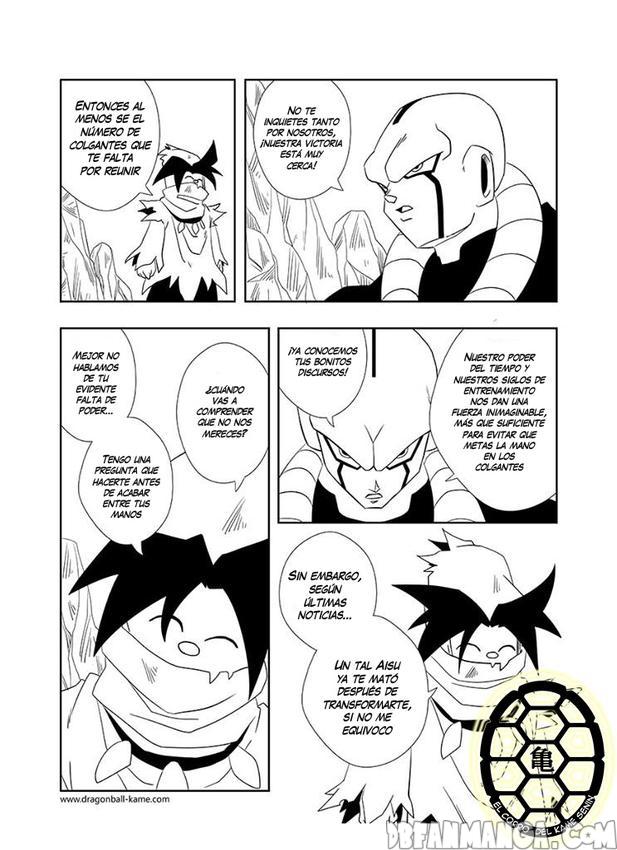 Entonces al
menos se el
número de
colgantes que
te falta
por reunir
No te
inquietes tanto
por nosotros,
¡nuestra victoria
está muy
cerca!
Mejor no
hablamos
de tu
evidente
falta de
poder...
¿Cuándo
vas a
comprender
que no nos
mereces?
Tengo una
pregunta que
hacerte antes
de acabar
entre tus
manos
¡Ya conocemos
tus bonitos
discursos!
Nuestro poder
del tiempo y
nuestros siglos de
entrenamiento
nos dan una
fuerza inimaginable,
más que suficiente
para evitar que
metas la mano
en los
colgantes
Sin embargo,
según
últimas
noticias...
Un tal Aisu
ya te mató
después de
transformarte,
si no me
equivoco
www.dragonball-kame.com
亀
EL CORRO DEL KAME SENIN
DBFANMANGA.COM